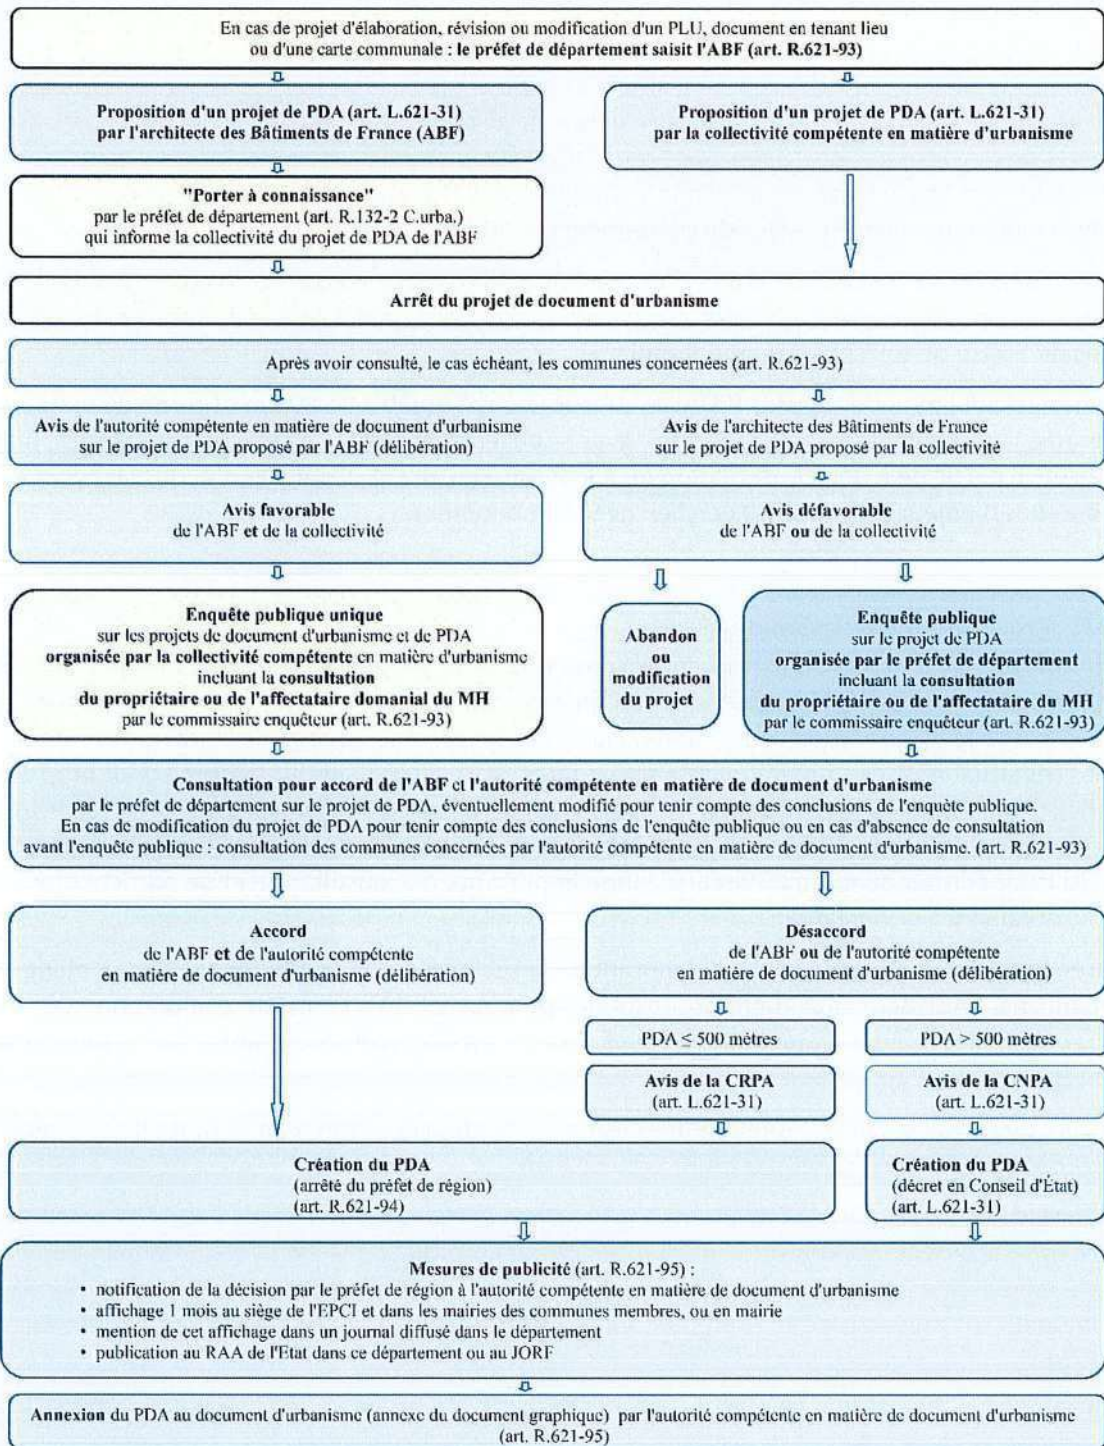 En cas de projet d'élaboration, révision ou modification d'un PLU, document en tenant lieu
ou d'une carte communale : le préfet de département saisit l'ABF (art. R.621-93)
Proposition d'un projet de PDA (art. L.621-31)
par l'architecte des Bâtiments de France (ABF)
Proposition d'un projet de PDA (art. L.621-31)
par la collectivité compétente en matière d'urbanisme
"Porter à connaissance"
par le préfet de département (art. R.132-2 C.urba.)
qui informe la collectivité du projet de PDA de l'ABF
Arrêt du projet de document d'urbanisme
Après avoir consulté, le cas échéant, les communes concernées (art. R.621-93)
Avis de l'autorité compétente en matière de document d'urbanisme
sur le projet de PDA proposé par l'ABF (délibération)
Avis de l'architecte des Bâtiments de France
sur le projet de PDA proposé par la collectivité
Avis favorable
de l'ABF et de la collectivité
Avis défavorable
de l'ABF ou de la collectivité
Enquête publique unique
sur les projets de document d'urbanisme et de PDA
organisée par la collectivité compétente en matière d'urbanisme
incluant la consultation
du propriétaire ou de l'affectataire domanial du MH
par le commissaire enquêteur (art. R.621-93)
Abandon
ou
modification
du projet
Enquête publique
sur le projet de PDA
organisée par le préfet de département
incluant la consultation
du propriétaire ou de l'affectataire du MH
par le commissaire enquêteur (art. R.621-93)
Consultation pour accord de l'ABF et l'autorité compétente en matière de document d'urbanisme
par le préfet de département sur le projet de PDA, éventuellement modifié pour tenir compte des conclusions de l'enquête publique.
En cas de modification du projet de PDA pour tenir compte des conclusions de l'enquête publique ou en cas d'absence de consultation
avant l'enquête publique : consultation des communes concernées par l'autorité compétente en matière de document d'urbanisme. (art. R.621-93)
Accord
de l'ABF et de l'autorité compétente
en matière de document d'urbanisme (délibération)
Désaccord
de l'ABF ou de l'autorité compétente
en matière de document d'urbanisme (délibération)
PDA ≤ 500 mètres
PDA > 500 mètres
Avis de la CRPA
(art. L.621-31)
Avis de la CNPA
(art. L.621-31)
Création du PDA
(arrêté du préfet de région)
(art. R.621-94)
Création du PDA
(décret en Conseil d'État)
(art. L.621-31)
Mesures de publicité (art. R.621-95) :
• notification de la décision par le préfet de région à l'autorité compétente en matière de document d'urbanisme
• affichage 1 mois au siège de l'EPCI et dans les mairies des communes membres, ou en mairie
• mention de cet affichage dans un journal diffusé dans le département
• publication au RAA de l'Etat dans ce département ou au JORF
Annexion du PDA au document d'urbanisme (annexe du document graphique) par l'autorité compétente en matière de document d'urbanisme
(art. R.621-95)